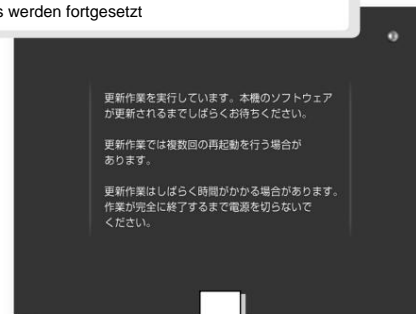 s werden fortgesetzt
更新作業を実行しています。本機のソフトウェア
が更新されるまでしばらくお待ちください。
更新作業では複数回の再起動を行う場合が
あります。
更新作業はしばらく時間がかかる場合があります。
作業が完全に終了するまで電源を切らないで
ください。